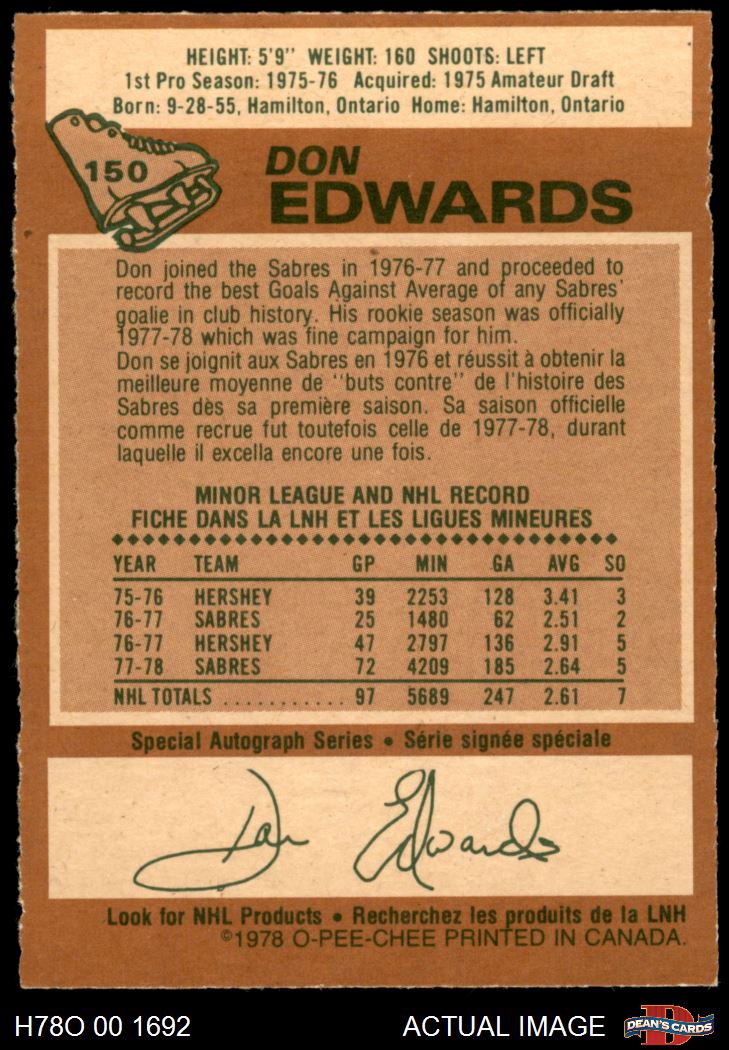 HEIGHT: 5'9" WEIGHT: 160 SHOOTS: LEFT
1st Pro Season: 1975-76 Acquired: 1975 Amateur Draft
Born: 9-28-55, Hamilton, Ontario Home: Hamilton, Ontario
150
DON
EDWARDS
Don joined the Sabres in 1976-77 and proceeded to
record the best Goals Against Average of any Sabres'
goalie in club history. His rookie season was officially
1977-78 which was fine campaign for him.
Don se joignit aux Sabres en 1976 et réussit à obtenir la
meilleure moyenne de "buts contre" de l'histoire des
Sabres dès sa première saison. Sa saison officielle
comme recrue fut toutefois celle de 1977-78, durant
laquelle il excella encore une fois.
MINOR LEAGUE AND NHL RECORD
FICHE DANS LA LNH ET LES LIGUES MINEURES
YEAR TEAM GP MIN GA AVG SO
75-76 HERSHEY 39 2253 128 3.41 3
76-77 SABRES 25 1480 62 2.51 2
76-77 HERSHEY 47 2797 136 2.91 5
77-78 SABRES 72 4209 185 2.64 5
NHL TOTALS .......... 97 5689 247 2.61 7
Special Autograph Series • Série signée spéciale
Don Edwards
Look for NHL Products • Recherchez les produits de la LNH
©1978 O-PEE-CHEE PRINTED IN CANADA.
H78O 00 1692 ACTUAL IMAGE D DEAN'S CARDS